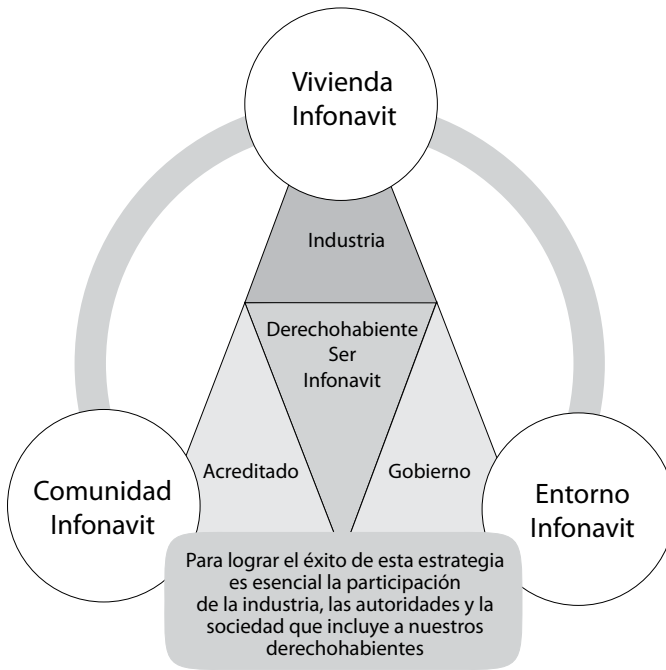 Vivienda
Infonavit
Industria
Derechohabiente
Ser
Infonavit
Acreditado
Gobierno
Comunidad
Infonavit
Entorno
Infonavit
Para lograr el éxito de esta estrategia
es esencial la participación
de la industria, las autoridades y la
sociedad que incluye a nuestros
derechohabientes